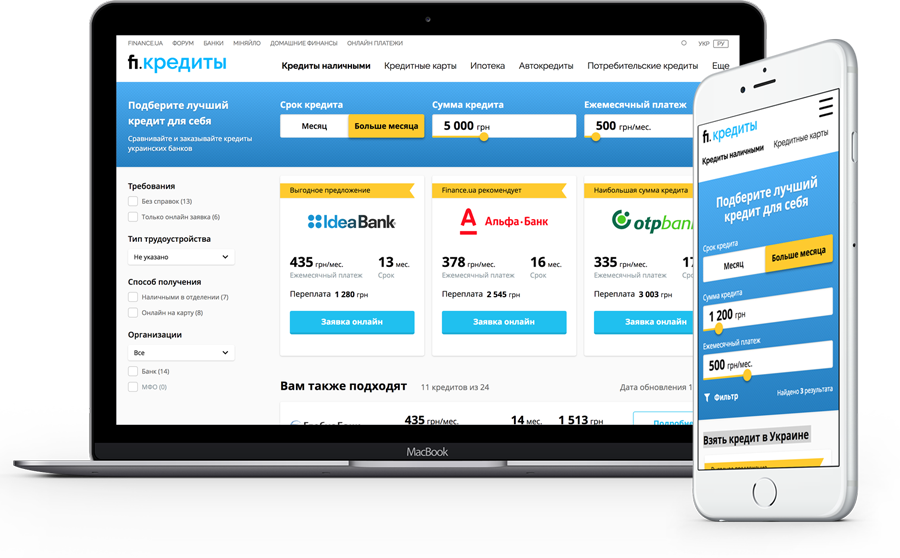 FINANCE.UA ФОРУМ БАНКИ МІНЯЙЛО ДОМАШНИЕ ФИНАНСЫ ОНЛАЙН ПЛАТЕЖИ УКР РУ
fi.кредиты
Кредиты наличными Кредитные карты Ипотека Автокредиты Потребительские кредиты Еще
Подберите лучший
кредит для себя
Сравнивайте и заказывайте кредиты
украинских банков
Срок кредита
Месяц Больше месяца
Сумма кредита
5 000 грн
Ежемесячный платеж
500 грн/мес.
Требования
Без справок (13)
Только онлайн заявка (6)
Тип трудоустройства
Не указано
Способ получения
Наличными в отделении (7)
Онлайн на карту (8)
Организации
Все
Банк (14)
МФО (0)
Выгодное предложение
IdeaBank
435 грн/мес. 13 мес.
Ежемесячный платеж Срок
Переплата 1 280 грн
Заявка онлайн
Finance.ua рекомендует
А
Альфа·Банк
378 грн/мес. 16 мес.
Ежемесячный платеж Срок
Переплата 2 545 грн
Заявка онлайн
Наибольшая сумма кредита
otpbank
335 грн/мес. 17
Ежемесячный платеж
Переплата 3 003 грн
Заявка онлайн
Вам также подходят 11 кредитов из 24 Дата обновления 1
435 грн/мес. 14 мес. 1 513 грн
MacBook
fi.кредиты
Кредиты наличными Кредитные карты
Подберите лучший
кредит для себя
Срок кредита
Месяц Больше месяца
Сумма кредита
1 200 грн
Ежемесячный платеж
500 грн/мес.
Фильтр Найдено 3 результата
Взять кредит в Украине